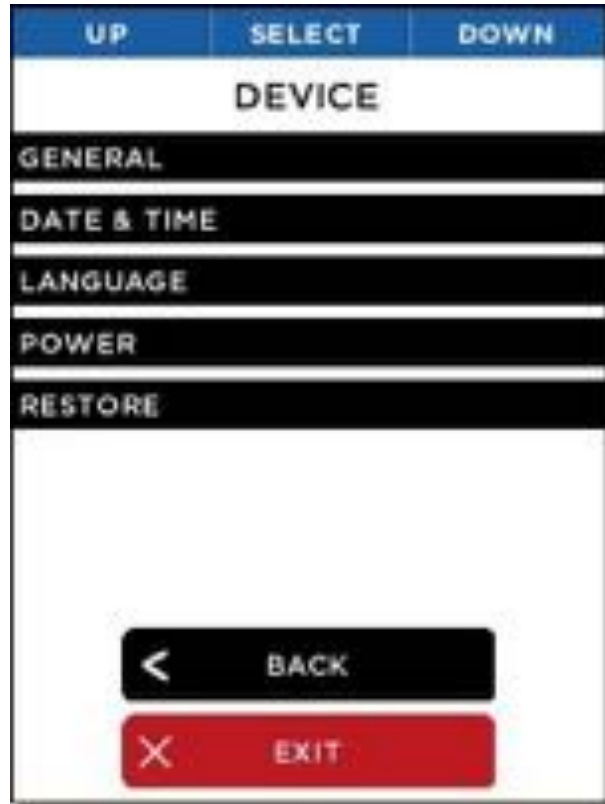 UP SELECT DOWN
DEVICE
GENERAL
DATE & TIME
LANGUAGE
POWER
RESTORE
< BACK
X EXIT